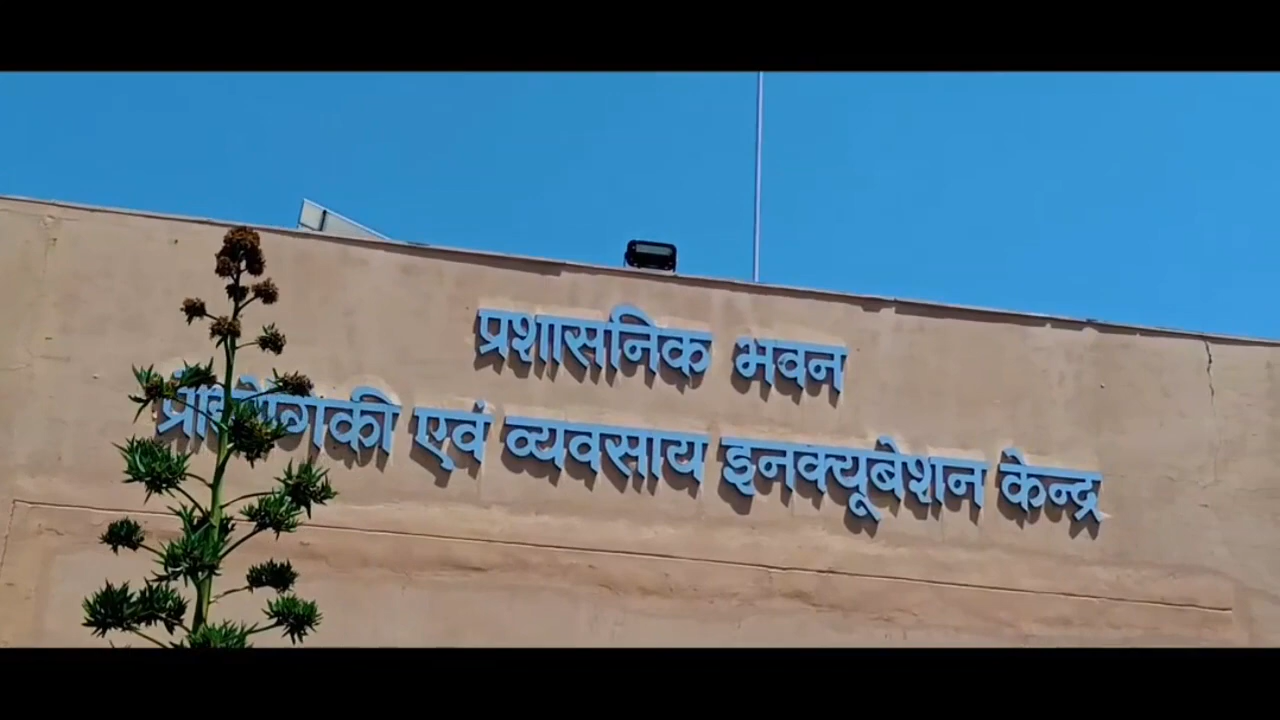 प्रशासनिक भवन
प्रौद्योगिकी एवं व्यवसाय इनक्यूबेशन केन्द्र